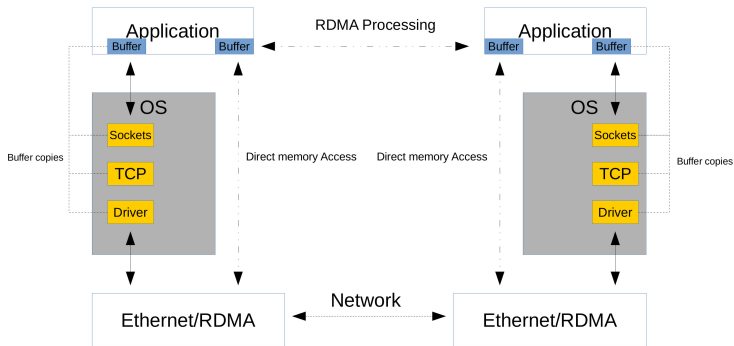 Application
Buffer
Buffer
RDMA Processing
Application
Buffer
Buffer
OS
Sockets
TCP
Driver
Buffer copies
Direct memory Access
Direct memory Access
OS
Sockets
TCP
Driver
Buffer copies
Ethernet/RDMA
Network
Ethernet/RDMA